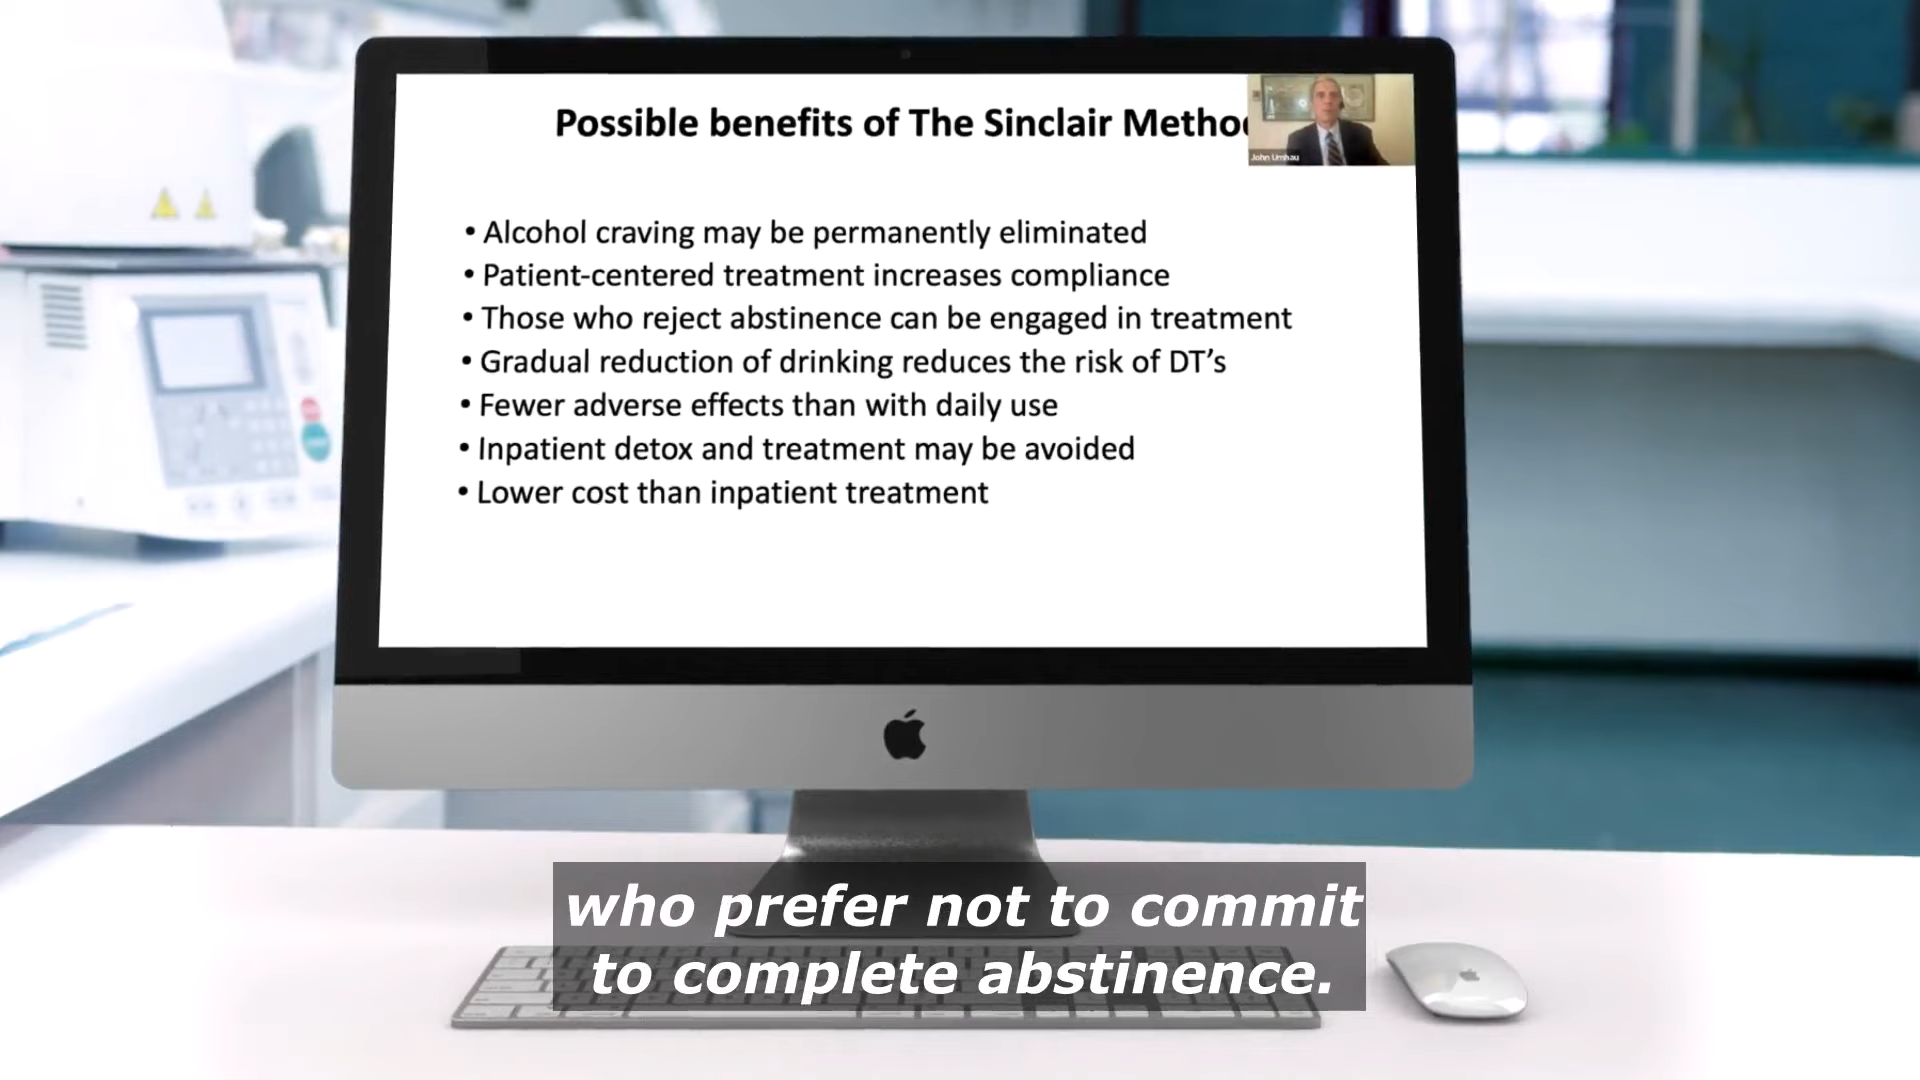 Possible benefits of The Sinclair Metho
John Umhau
• Alcohol craving may be permanently eliminated
• Patient-centered treatment increases compliance
• Those who reject abstinence can be engaged in treatment
• Gradual reduction of drinking reduces the risk of DT’s
• Fewer adverse effects than with daily use
• Inpatient detox and treatment may be avoided
• Lower cost than inpatient treatment
who prefer not to commit
to complete abstinence.